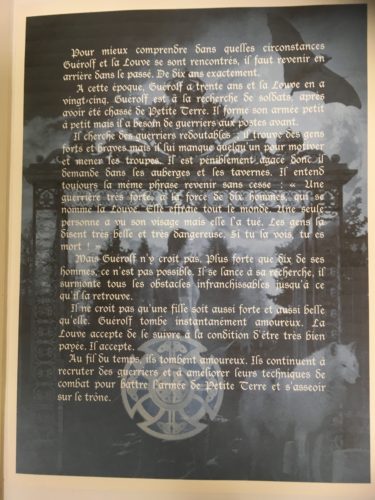 Pour mieux comprendre dans quelles circonstances
Guérolf et la Louve se sont rencontrés, il faut revenir en
arrière dans le passé. De dix ans exactement.
A cette époque, Guérolf a trente ans et la Louve en a
vingt-cinq. Guérolf est à la recherche de soldats, après
avoir été chassé de Petite Terre. Il forme son armée petit
à petit mais il a besoin de guerriers aux postes avant.
Il cherche des guerriers redoutables ; il trouve des gens
forts et braves mais il lui manque quelqu'un pour motiver
et mener les troupes. Il est péniblement agacé donc il
demande dans les auberges et les tavernes. Il entend
toujours la même phrase revenir sans cesse : « Une
guerrière très forte, a la force de dix hommes, qui se
nomme la Louve. Elle effraie tout le monde. Une seule
personne a vu son visage mais elle l'a tué. Les gens la
disent très belle et très dangereuse. Si tu la vois, tu es
mort ! »
Mais Guérolf n'y croit pas. Plus forte que dix de ses
hommes, ce n'est pas possible. Il se lance à sa recherche, il
surmonte tous les obstacles infranchissables jusqu'à ce
qu'il la retrouve.
Il ne croit pas qu'une fille soit aussi forte et aussi belle
qu'elle. Guérolf tombe instantanément amoureux. La
Louve accepte de le suivre à la condition d'être très bien
payée. Il accepte.
Au fil du temps, ils tombent amoureux. Ils continuent à
recruter des guerriers et à améliorer leurs techniques de
combat pour battre l'armée de Petite Terre et s'asseoir
sur le trône.